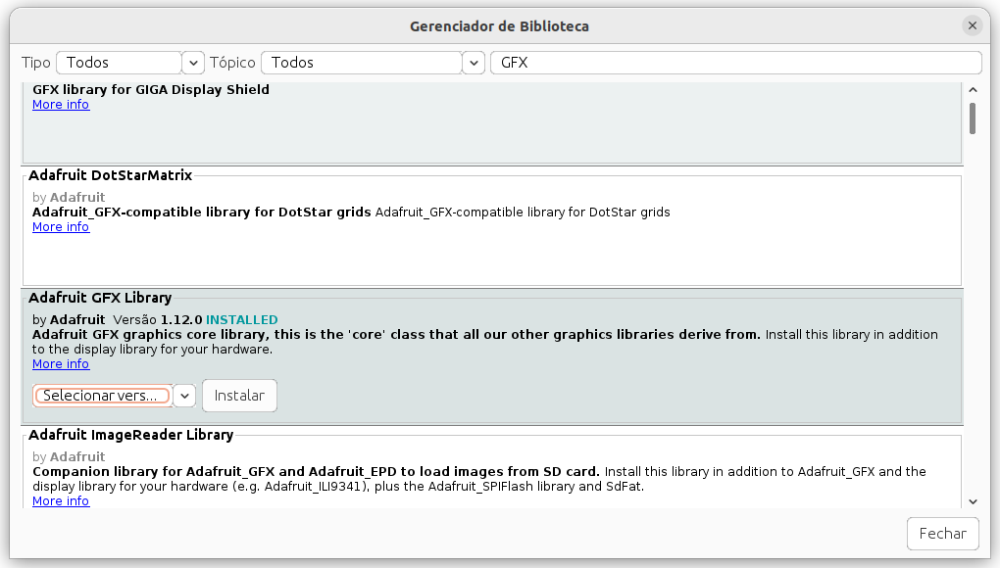 Gerenciador de Biblioteca
Tipo Todos Tópico Todos GFX
GFX library for GIGA Display Shield
More info
Adafruit DotStarMatrix
by Adafruit
Adafruit_GFX-compatible library for DotStar grids Adafruit_GFX-compatible library for DotStar grids
More info
Adafruit GFX Library
by Adafruit Versão 1.12.0 INSTALLED
Adafruit GFX graphics core library, this is the 'core' class that all our other graphics libraries derive from. Install this library in addition
to the display library for your hardware.
More info
Selecionar vers... Instalar
Adafruit ImageReader Library
by Adafruit
Companion library for Adafruit_GFX and Adafruit_EPD to load images from SD card. Install this library in addition to Adafruit_GFX and the
display library for your hardware (e.g. Adafruit_ILI9341), plus the Adafruit_SPIFlash library and SdFat.
More info
Fechar